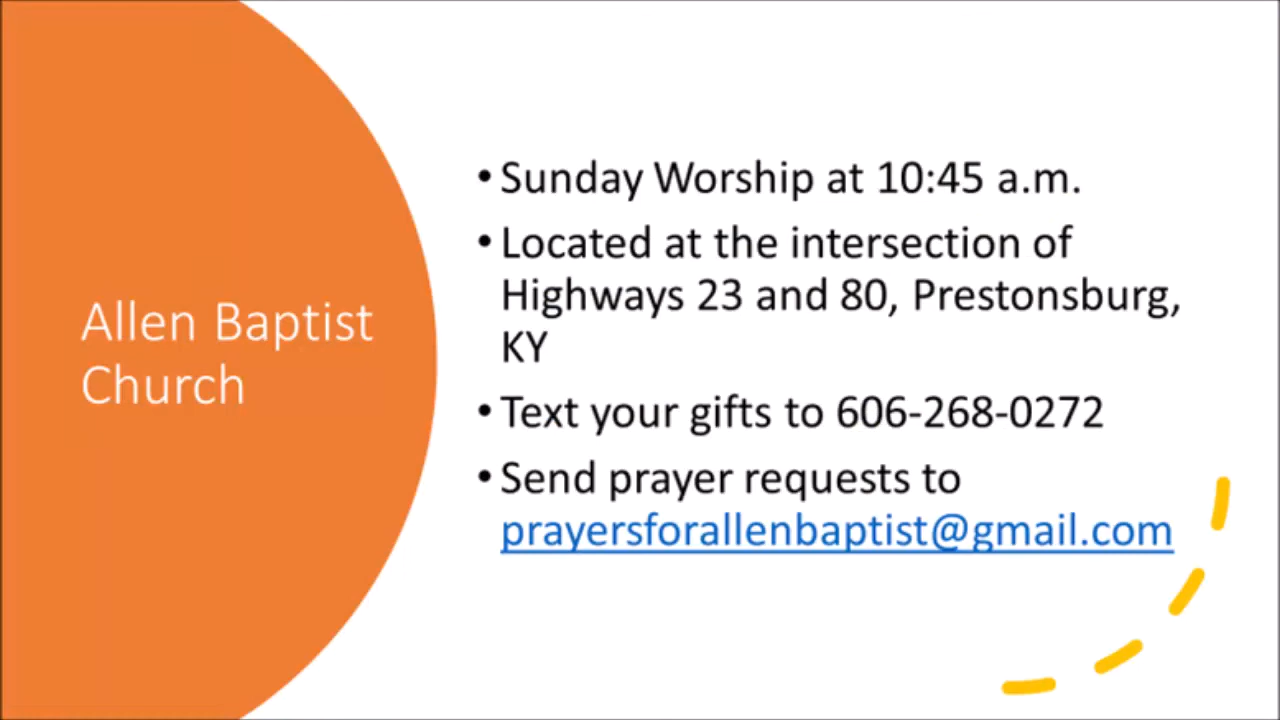 Allen Baptist
Church
• Sunday Worship at 10:45 a.m.
• Located at the intersection of
Highways 23 and 80, Prestonsburg,
KY
• Text your gifts to 606-268-0272
• Send prayer requests to
prayersforallenbaptist@gmail.com